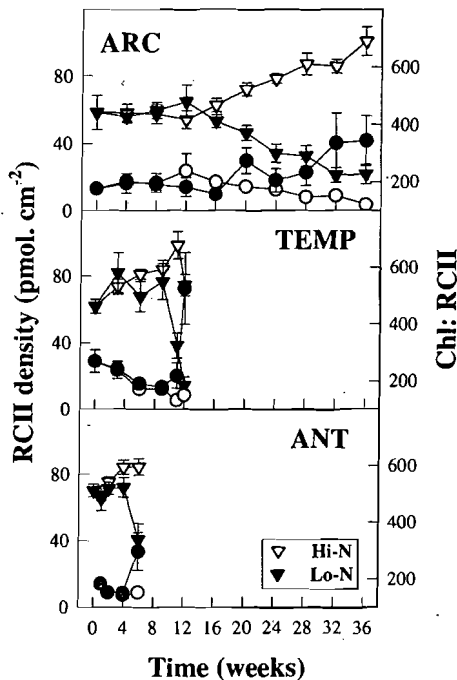 ARC
80
40
0
600
400
200
TEMP
80
40
0
600
400
200
ANT
80
40
0
600
400
200
Hi-N
Lo-N
0 4 8 12 16 20 24 28 32 36
RCII density (pmol. cm⁻²)
Chl: RCII
Time (weeks)